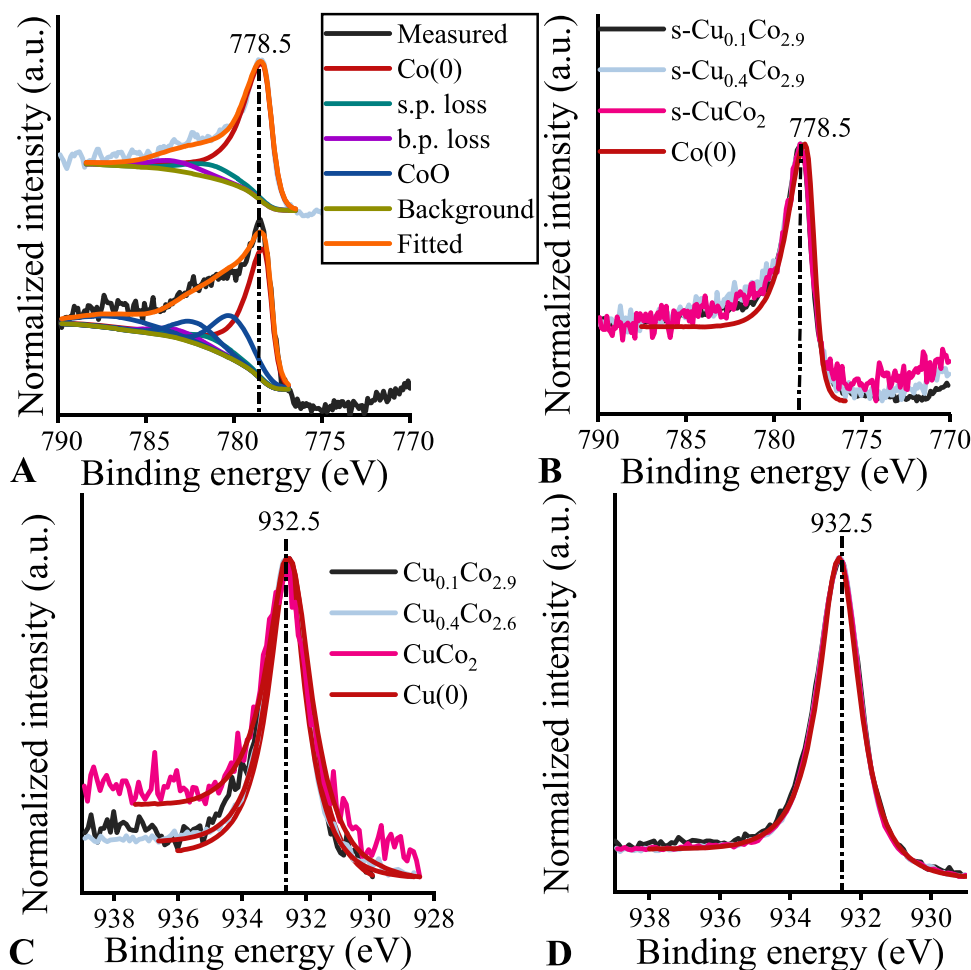 Normalized intensity (a.u.)
778.5
Measured
Co(0)
s.p. loss
b.p. loss
CoO
Background
Fitted
790 785 780 775 770
Binding energy (eV)
A
Normalized intensity (a.u.)
s-Cu0.1Co2.9
s-Cu0.4Co2.9
s-CuCo2
Co(0)
778.5
790 785 780 775 770
Binding energy (eV)
B
Normalized intensity (a.u.)
932.5
Cu0.1Co2.9
Cu0.4Co2.6
CuCo2
Cu(0)
938 936 934 932 930 928
Binding energy (eV)
C
Normalized intensity (a.u.)
932.5
938 936 934 932 930
Binding energy (eV)
D